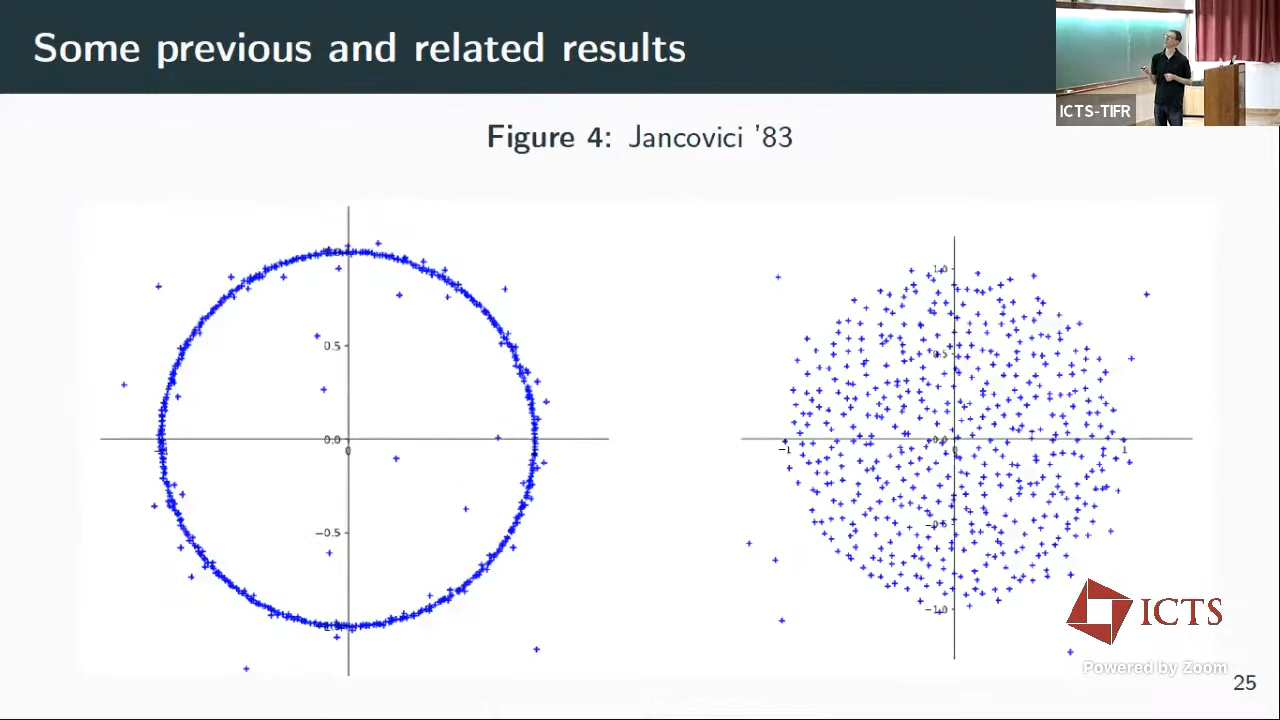 Some previous and related results
ICTS-TIFR
Figure 4: Jancovici '83
0.5
0.0
0
−0.5
1.0
0.5
0.0
−1
0
1
−0.5
−1.0
ICTS
Powered by Zoom
25